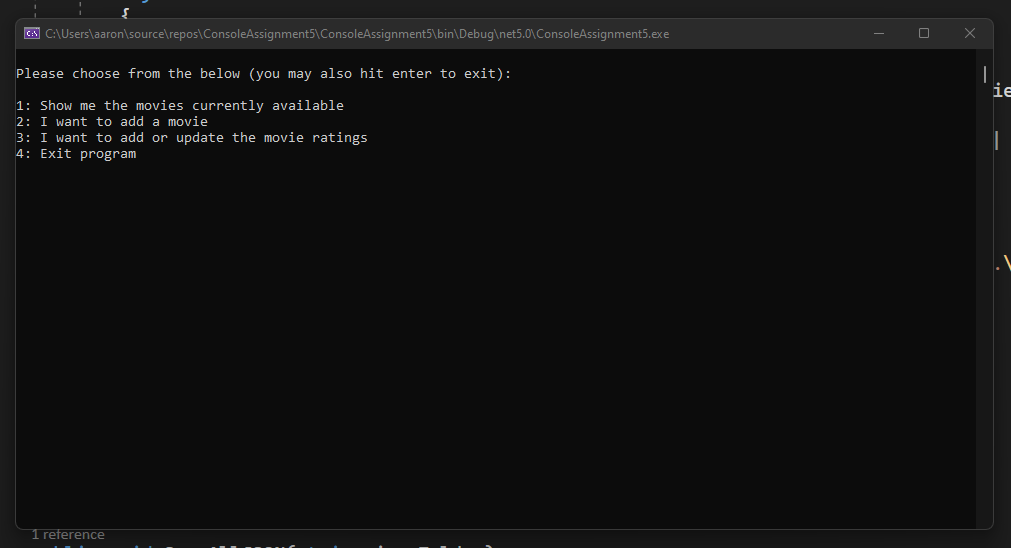 {
C:\Users\aaron\source\repos\ConsoleAssignment5\ConsoleAssignment5\bin\Debug\net5.0\ConsoleAssignment5.exe
Please choose from the below (you may also hit enter to exit):
1: Show me the movies currently available
2: I want to add a movie
3: I want to add or update the movie ratings
4: Exit program
ie
.\
1 reference